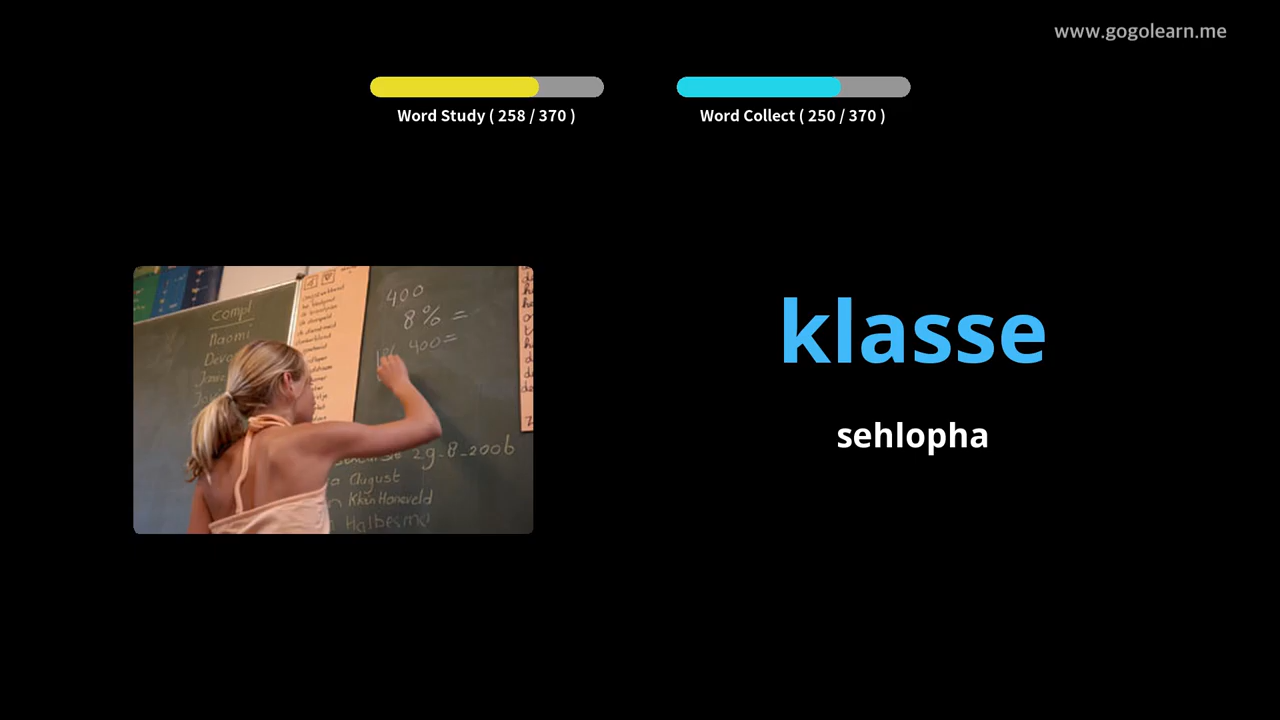 www.gogolearn.me
Word Study ( 258 / 370 )
Word Collect ( 250 / 370 )
klasse
sehlopha
compl
Naomi
400
8% =
1% 400=
29-8-2006
August